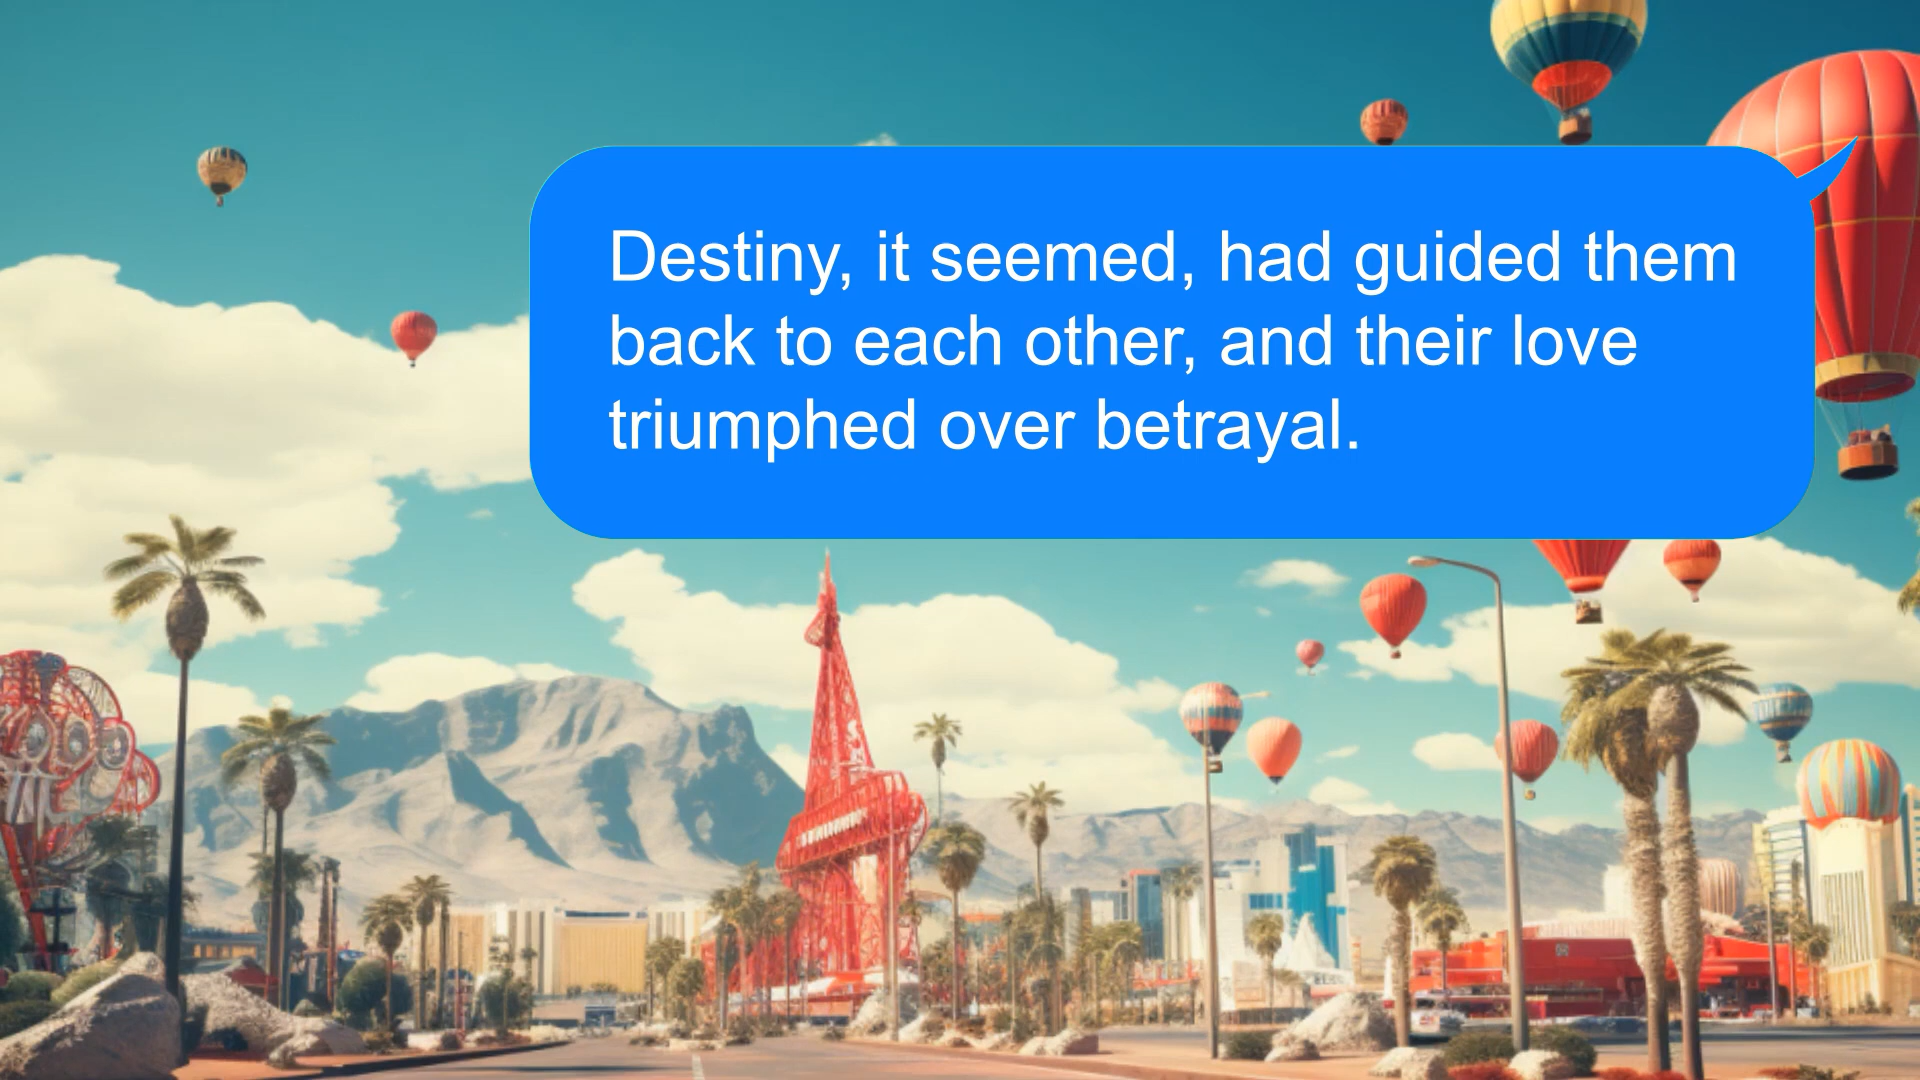 Destiny, it seemed, had guided them
back to each other, and their love
triumphed over betrayal.